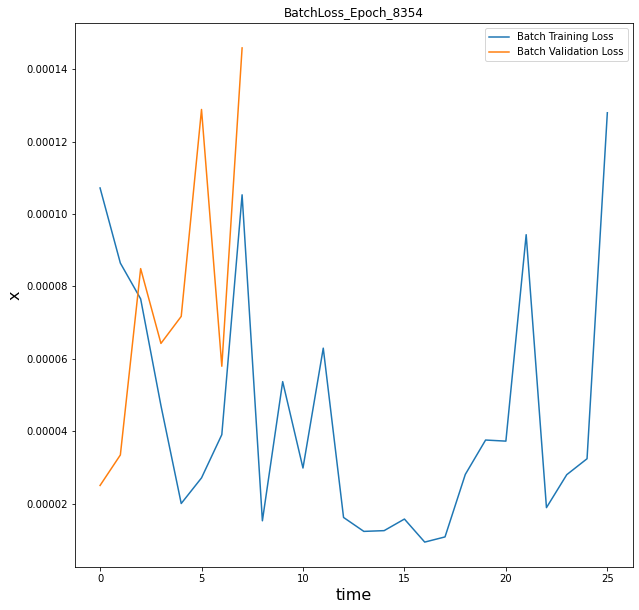 BatchLoss_Epoch_8354
Batch Training Loss
Batch Validation Loss
0.00014
0.00012
0.00010
0.00008
0.00006
0.00004
0.00002
x
0 5 10 15 20 25
time